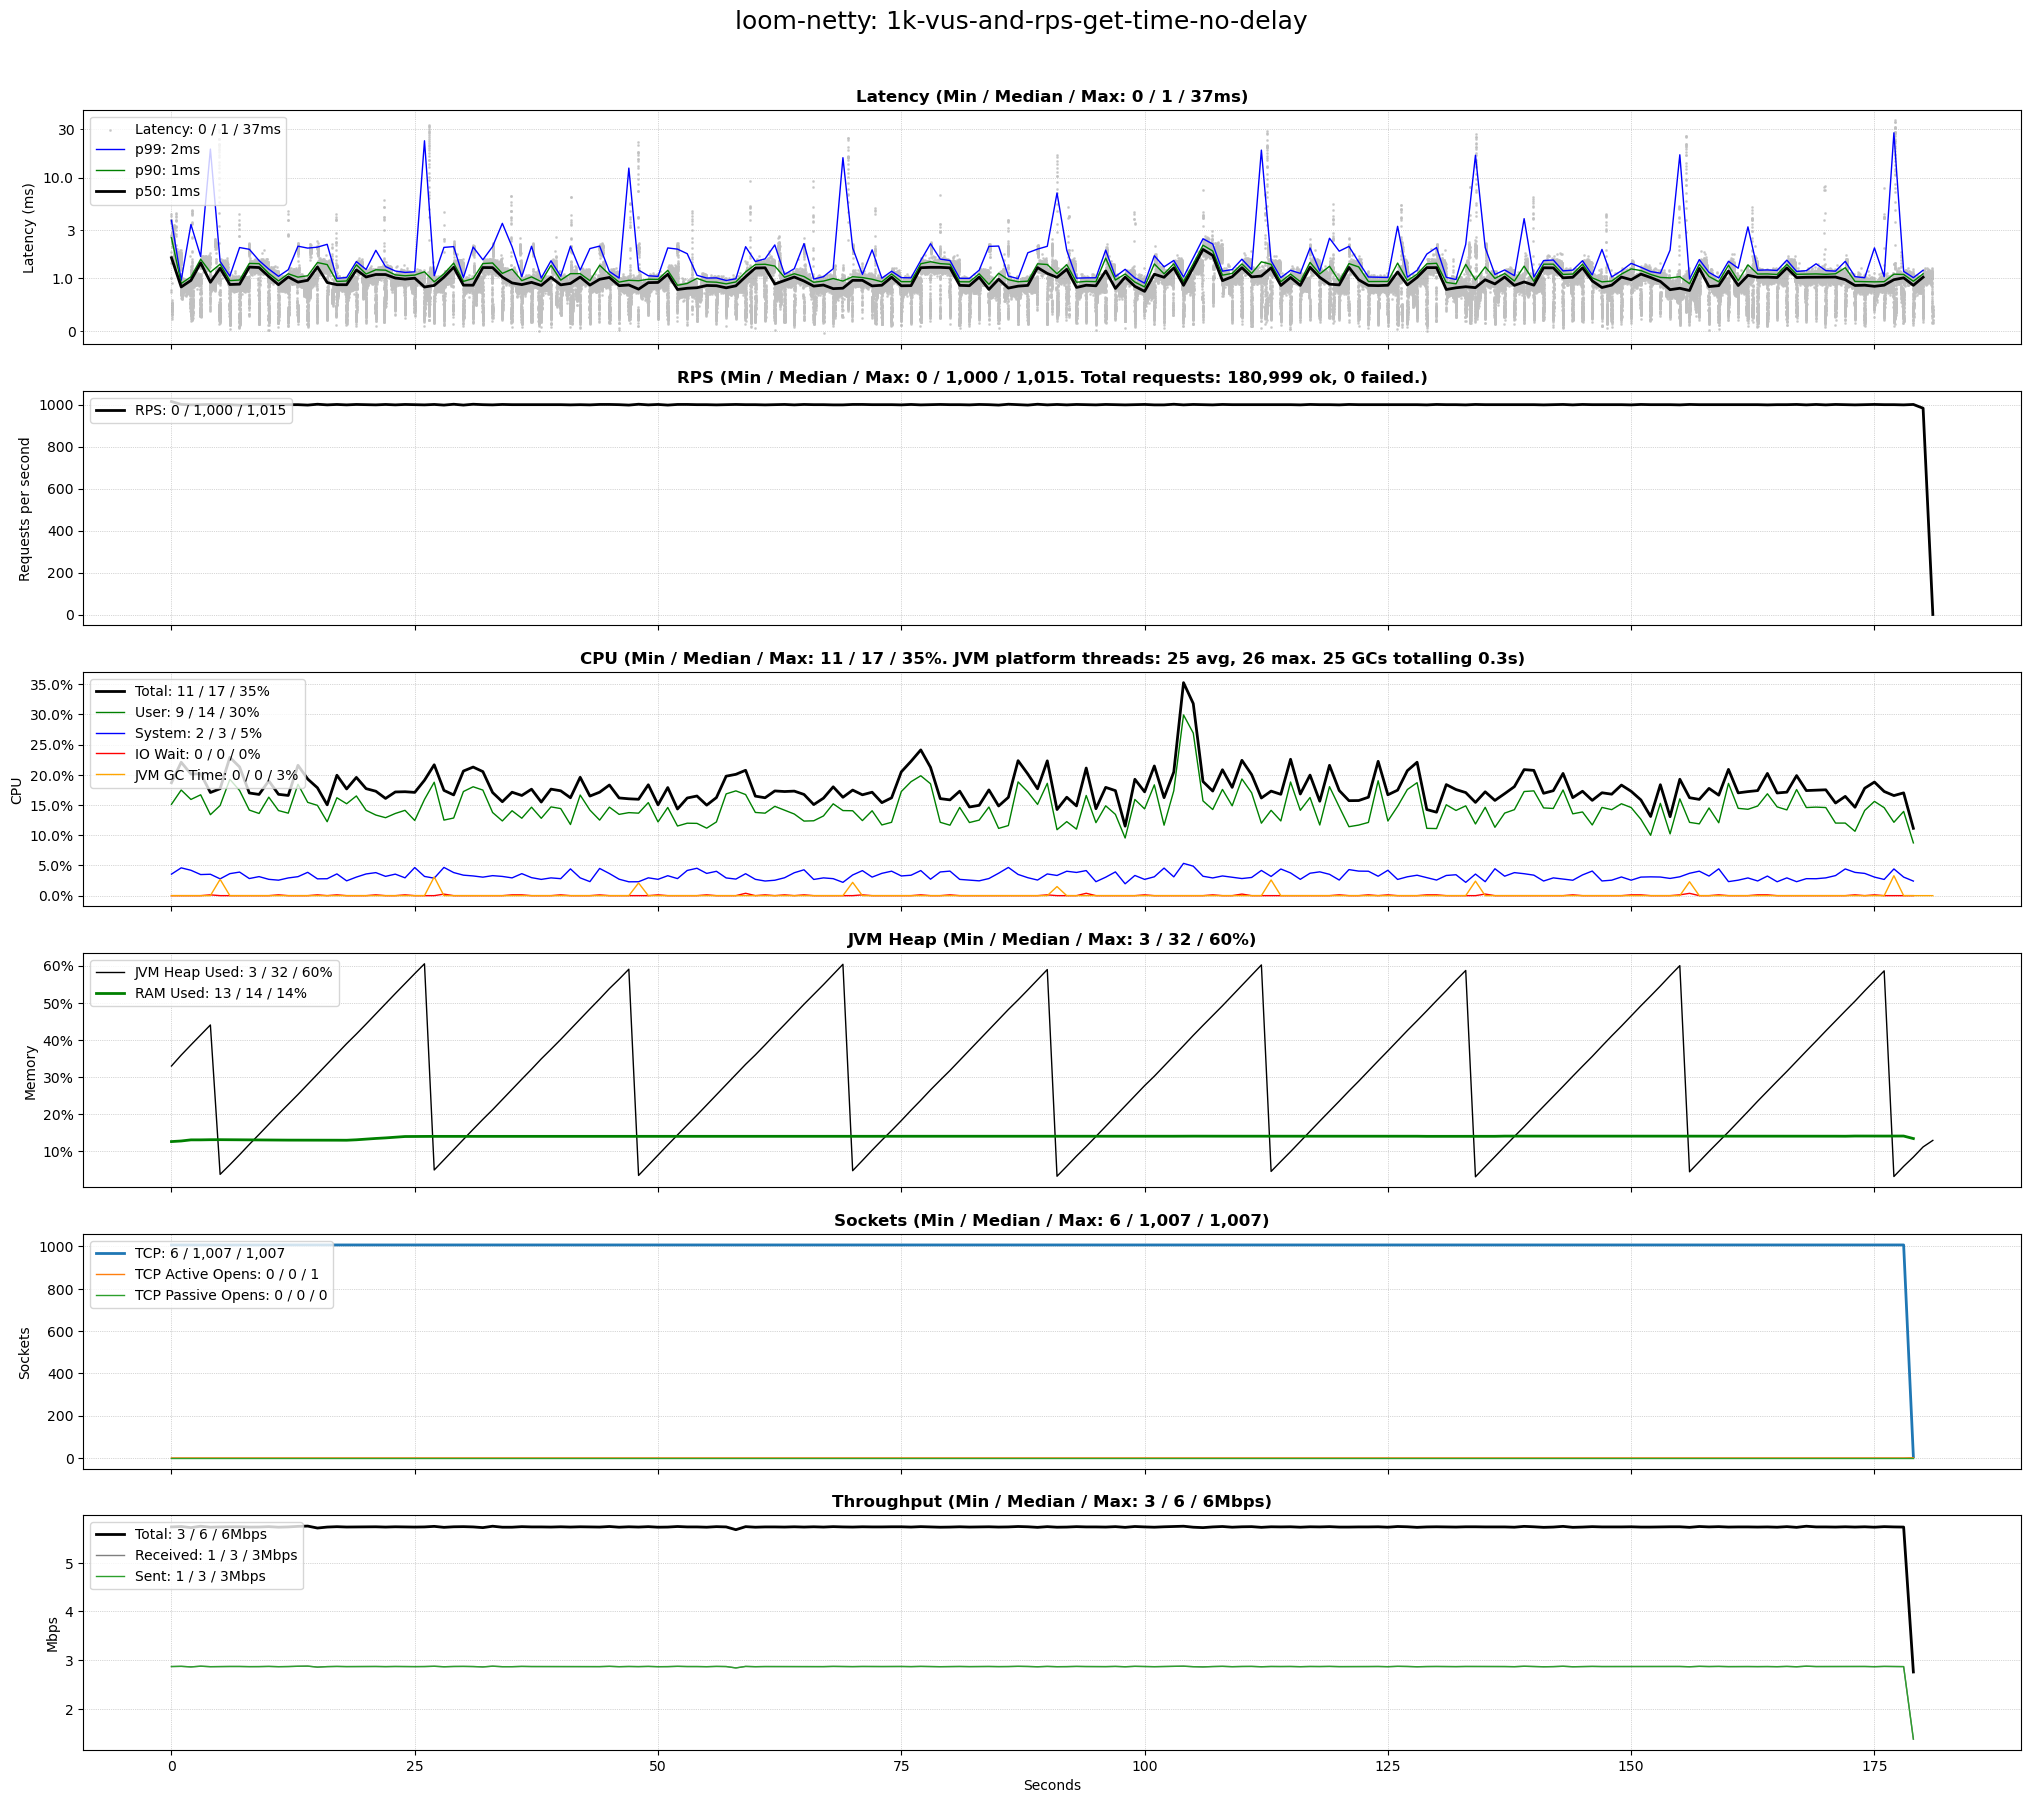 loom-netty: 1k-vus-and-rps-get-time-no-delay
Latency (Min / Median / Max: 0 / 1 / 37ms)
Latency (ms)
30
10.0
3
1.0
0
Latency: 0 / 1 / 37ms
p99: 2ms
p90: 1ms
p50: 1ms
RPS (Min / Median / Max: 0 / 1,000 / 1,015. Total requests: 180,999 ok, 0 failed.)
Requests per second
1000
800
600
400
200
0
RPS: 0 / 1,000 / 1,015
CPU (Min / Median / Max: 11 / 17 / 35%. JVM platform threads: 25 avg, 26 max. 25 GCs totalling 0.3s)
CPU
35.0%
30.0%
25.0%
20.0%
15.0%
10.0%
5.0%
0.0%
Total: 11 / 17 / 35%
User: 9 / 14 / 30%
System: 2 / 3 / 5%
IO Wait: 0 / 0 / 0%
JVM GC Time: 0 / 0 / 3%
JVM Heap (Min / Median / Max: 3 / 32 / 60%)
Memory
60%
50%
40%
30%
20%
10%
JVM Heap Used: 3 / 32 / 60%
RAM Used: 13 / 14 / 14%
Sockets (Min / Median / Max: 6 / 1,007 / 1,007)
Sockets
1000
800
600
400
200
0
TCP: 6 / 1,007 / 1,007
TCP Active Opens: 0 / 0 / 1
TCP Passive Opens: 0 / 0 / 0
Throughput (Min / Median / Max: 3 / 6 / 6Mbps)
Mbps
5
4
3
2
Total: 3 / 6 / 6Mbps
Received: 1 / 3 / 3Mbps
Sent: 1 / 3 / 3Mbps
0 25 50 75 100 125 150 175
Seconds